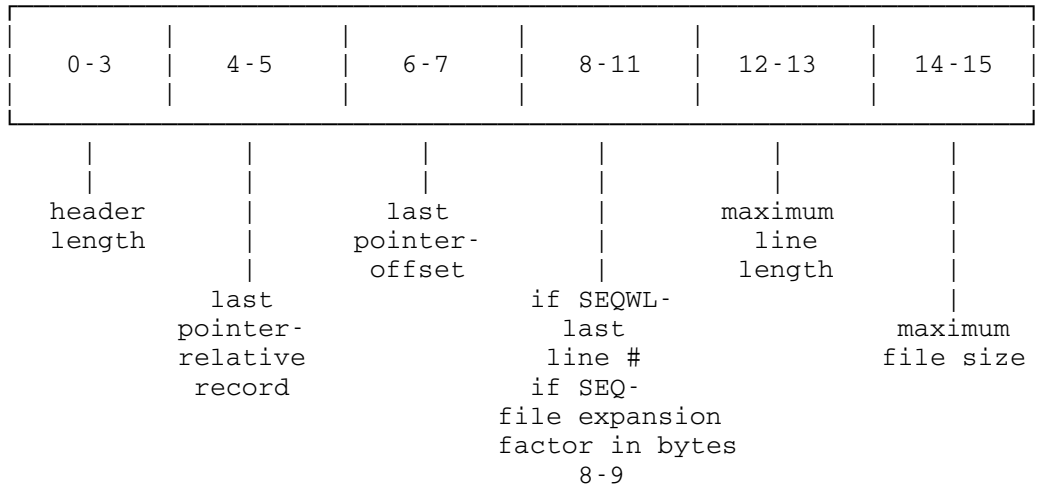 0-3 4-5 6-7 8-11 12-13 14-15
header last maximum
length pointer- line
offset length
last if SEQWL-
pointer- last maximum
relative line # file size
record if SEQ-
file expansion
factor in bytes
8-9